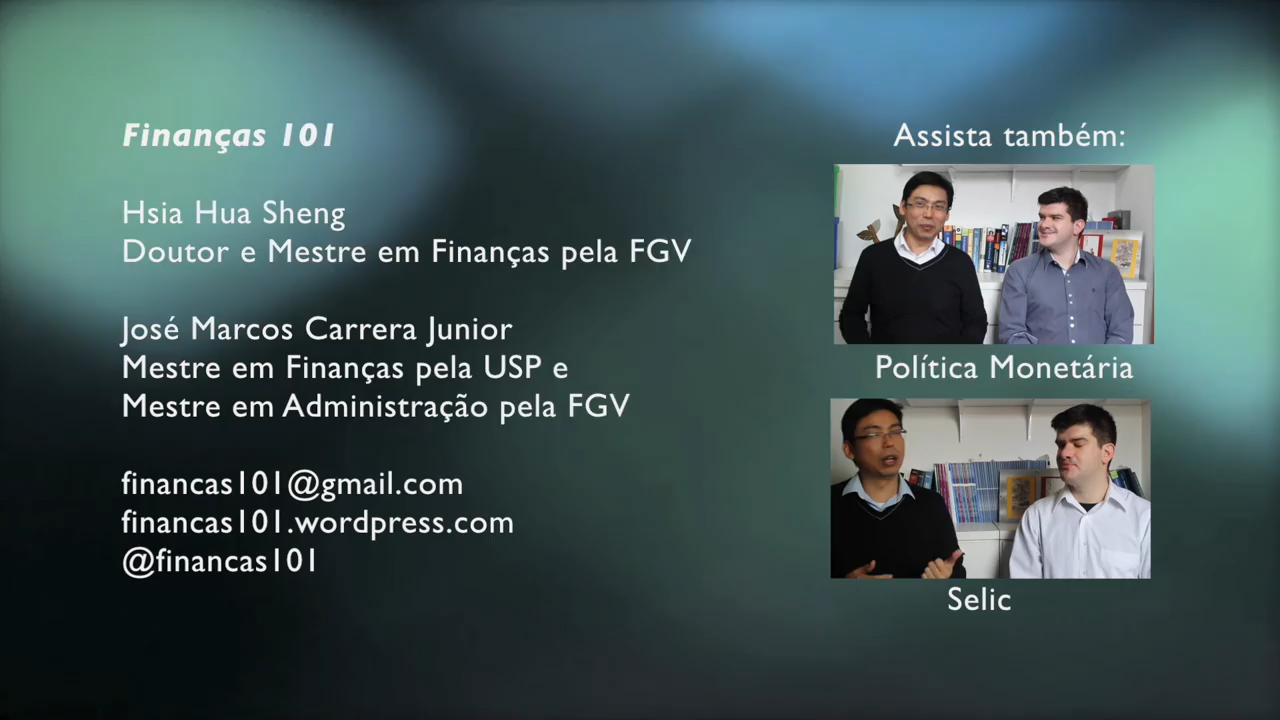 Finanças 101
Hsia Hua Sheng
Doutor e Mestre em Finanças pela FGV
José Marcos Carrera Junior
Mestre em Finanças pela USP e
Mestre em Administração pela FGV
financas101@gmail.com
financas101.wordpress.com
@financas101
Assista também:
Política Monetária
Selic